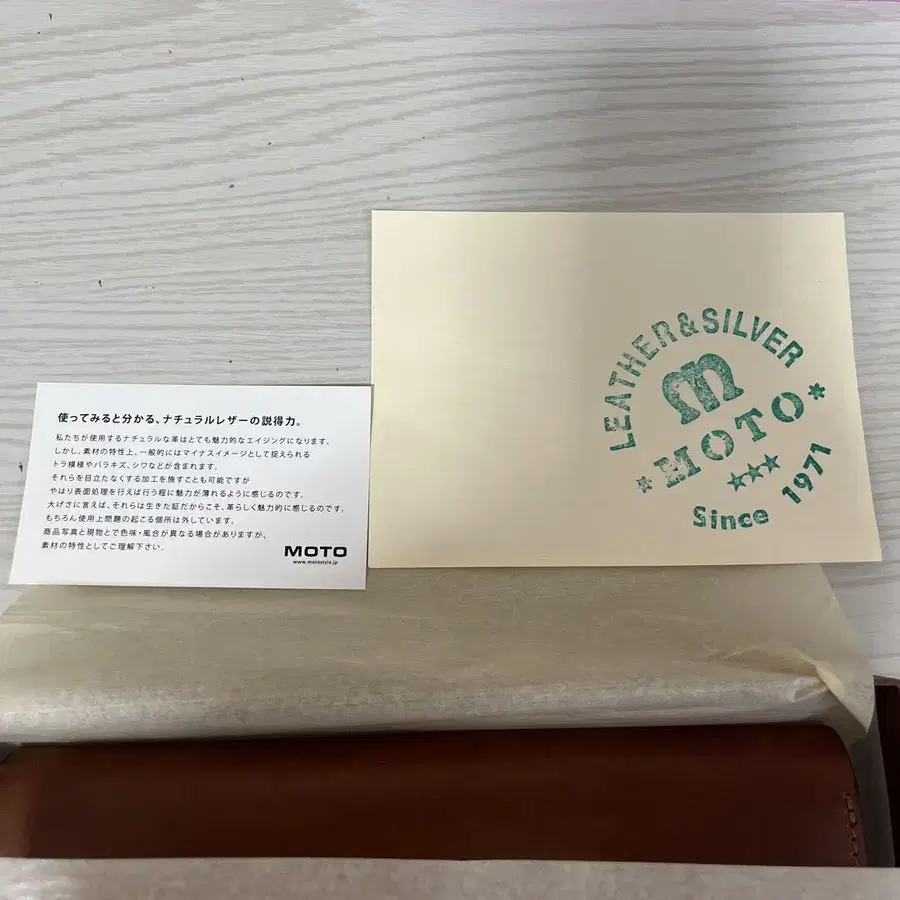 使ってみると分かる、ナチュラルレザーの説得力。
私たちが使用するナチュラルな革はとても魅力的なエイジングになります。
しかし、素材の特性上、一般的にはマイナスイメージとして捉えられる
トラ模様やバラキズ、シワなどが含まれます。
それらを目立たなくする加工を施すことも可能ですが
やはり表面処理を行えば行う程に魅力が薄れるように感じるのです。
大げさに言えば、それらは生きた証だからこそ、革らしく魅力的に感じるのです。
もちろん使用上問題の起こる個所は外しています。
商品写真と現物とで色味・風合が異なる場合がありますが、
素材の特性としてご理解下さい。
MOTO
www.motostyle.jp
LEATHER&SILVER
M
*MOTO*
★★★
Since 1971